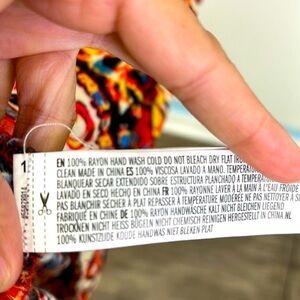 EN 100% RAYON HAND WASH COLD DO NOT BLEACH DRY FLAT
CLEAN MADE IN CHINA ES 100% VISCOSA LAVADO A MANO.
BLANQUEAR SECAR EXTENDIDO SOBRE ESTRUCTURA PLANCHADO A
LAVADO EN SECO HECHO EN CHINA FR 100% RAYONNE LAVER À LA MAIN À L'EAU FROIDE
PAS BLANCHIR SÉCHER À PLAT REPASSER À TEMPÉRATURE MODÉRÉE NE PAS NETTOYER À SEC
FABRIQUÉ EN CHINE DE 100% RAYON HANDWÄSCHE KALT NICHT BLEICHEN LIEGEND
TROCKNEN NICHT HEISS BÜGELN NICHT CHEMISCH REINIGEN HERGESTELLT IN CHINA NL
100% KUNSTZIJDE KOUDE HANDWAS NIET BLEKEN PLAT